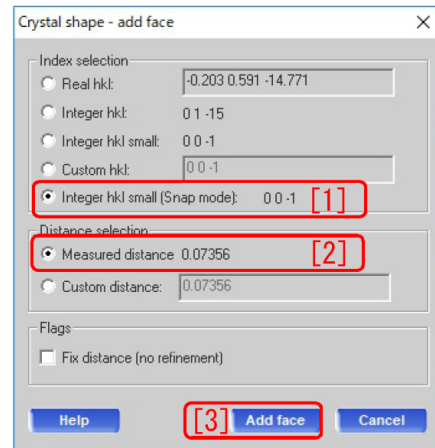 Crystal shape - add face
Index selection
Real hkl: -0.203 0.591 -14.771
Integer hkl: 0 1 -15
Integer hkl small: 0 0 -1
Custom hkl: 0 0 -1
Integer hkl small (Snap mode): 0 0 -1 [1]
Distance selection
Measured distance 0.07356 [2]
Custom distance: 0.07356
Flags
Fix distance (no refinement)
Help [3] Add face Cancel